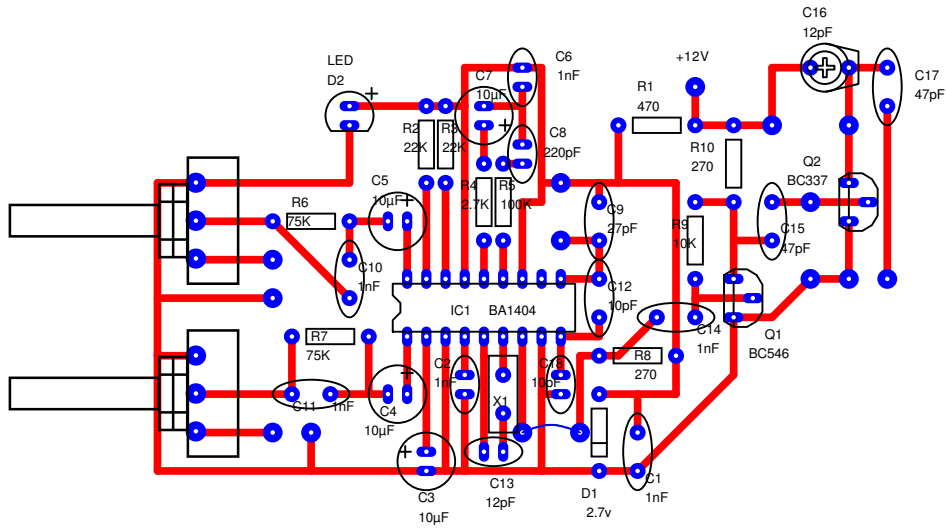 C16
12pF
LED
D2
C6
1nF
+12V
C7
10µF
R1
470
C17
47pF
R2
22K
R3
22K
C8
220pF
R10
270
Q2
BC337
C5
10µF
R4
2.7K
R5
100K
R6
75K
C9
27pF
R9
10K
C15
47pF
C10
1nF
C12
10pF
IC1
BA1404
C14
1nF
Q1
BC546
R7
75K
C2
1nF
C18
10pF
R8
270
X1
C11
1nF
C4
10µF
C3
10µF
C13
12pF
D1
2.7v
C1
1nF